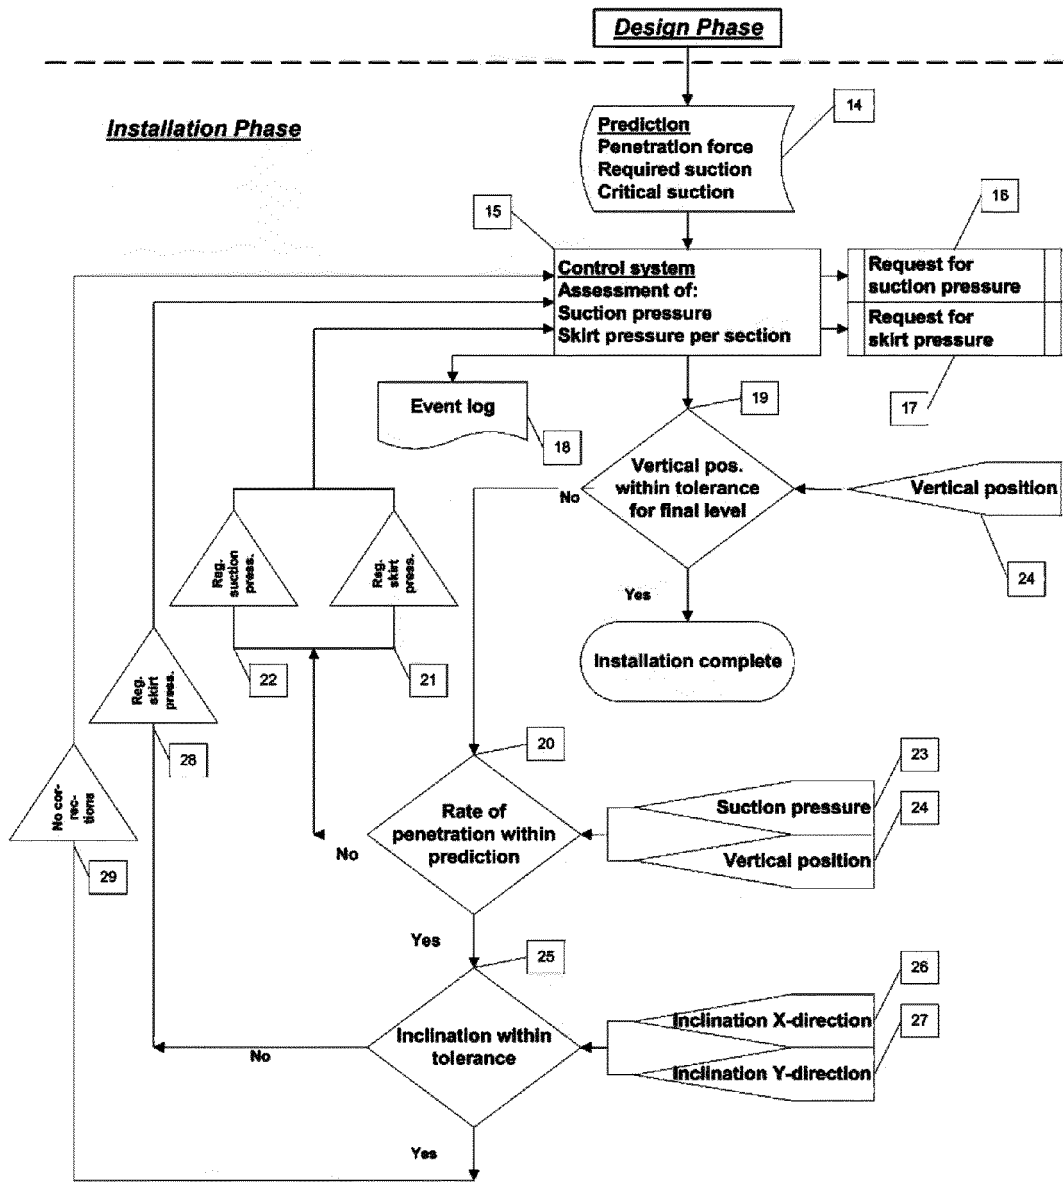 Design Phase
Installation Phase
14
Prediction
Penetration force
Required suction
Critical suction
15
16
Control system
Assessment of:
Suction pressure
Skirt pressure per section
Request for
suction pressure
Request for
skirt pressure
17
Event log
18
19
Vertical pos.
within tolerance
for final level
No
Vertical position
24
Yes
Installation complete
Reg.
suction
press.
Reg.
skirt
press.
22
21
Reg.
skirt
press.
28
20
23
Rate of
penetration within
prediction
Suction pressure
24
Vertical position
No
No cor-
rec-
tions
29
Yes
25
26
Inclination within
tolerance
Inclination X-direction
27
Inclination Y-direction
No
Yes